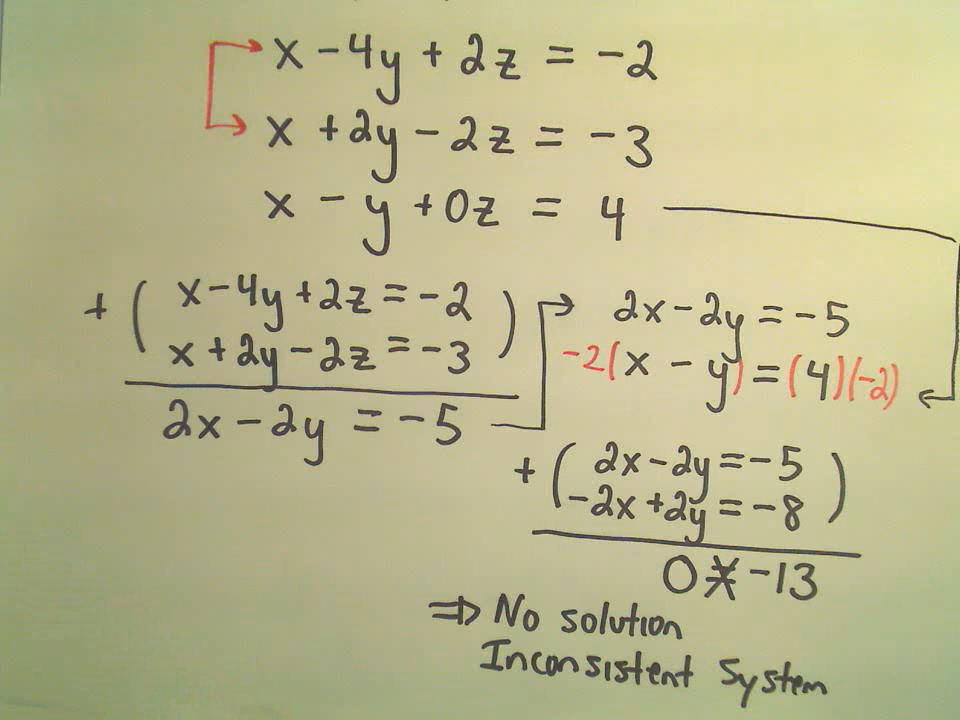 x - 4y + 2z = -2
x + 2y - 2z = -3
x - y + 0z = 4
+ ( x - 4y + 2z = -2
x + 2y - 2z = -3 )
2x - 2y = -5
2x - 2y = -5
-2(x - y) = (4)(-2)
+ ( 2x - 2y = -5
-2x + 2y = -8 )
0 ≠ -13
⇒ No solution
Inconsistent System